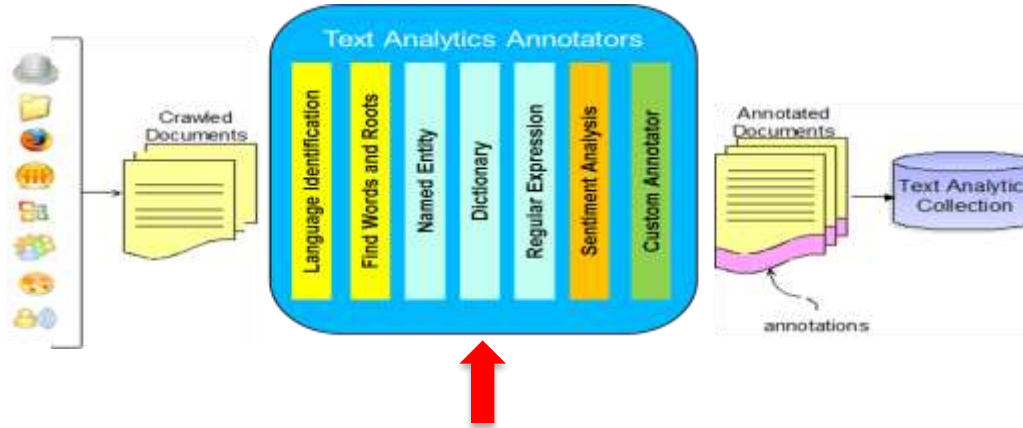 Text Analytics Annotators
Crawled
Documents
Language Identification
Find Words and Roots
Named Entity
Dictionary
Regular Expression
Sentiment Analysis
Custom Annotator
Annotated
Documents
Text Analytic
Collection
annotations